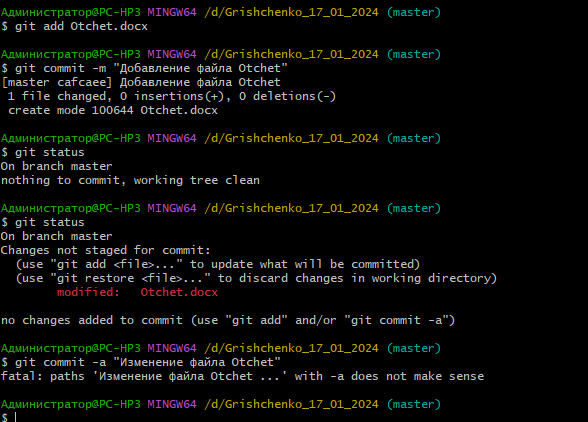 Администратор@PC-HP3 MINGW64 /d/Grishchenko_17_01_2024 (master)
$ git add Otchet.docx
Администратор@PC-HP3 MINGW64 /d/Grishchenko_17_01_2024 (master)
$ git commit -m "Добавление файла Otchet"
[master cafcaee] Добавление файла Otchet
 1 file changed, 0 insertions(+), 0 deletions(-)
 create mode 100644 Otchet.docx
Администратор@PC-HP3 MINGW64 /d/Grishchenko_17_01_2024 (master)
$ git status
On branch master
nothing to commit, working tree clean
Администратор@PC-HP3 MINGW64 /d/Grishchenko_17_01_2024 (master)
$ git status
On branch master
Changes not staged for commit:
  (use "git add <file>..." to update what will be committed)
  (use "git restore <file>..." to discard changes in working directory)
        modified:   Otchet.docx
no changes added to commit (use "git add" and/or "git commit -a")
Администратор@PC-HP3 MINGW64 /d/Grishchenko_17_01_2024 (master)
$ git commit -a "Изменение файла Otchet"
fatal: paths 'Изменение файла Otchet ...' with -a does not make sense
Администратор@PC-HP3 MINGW64 /d/Grishchenko_17_01_2024 (master)
$